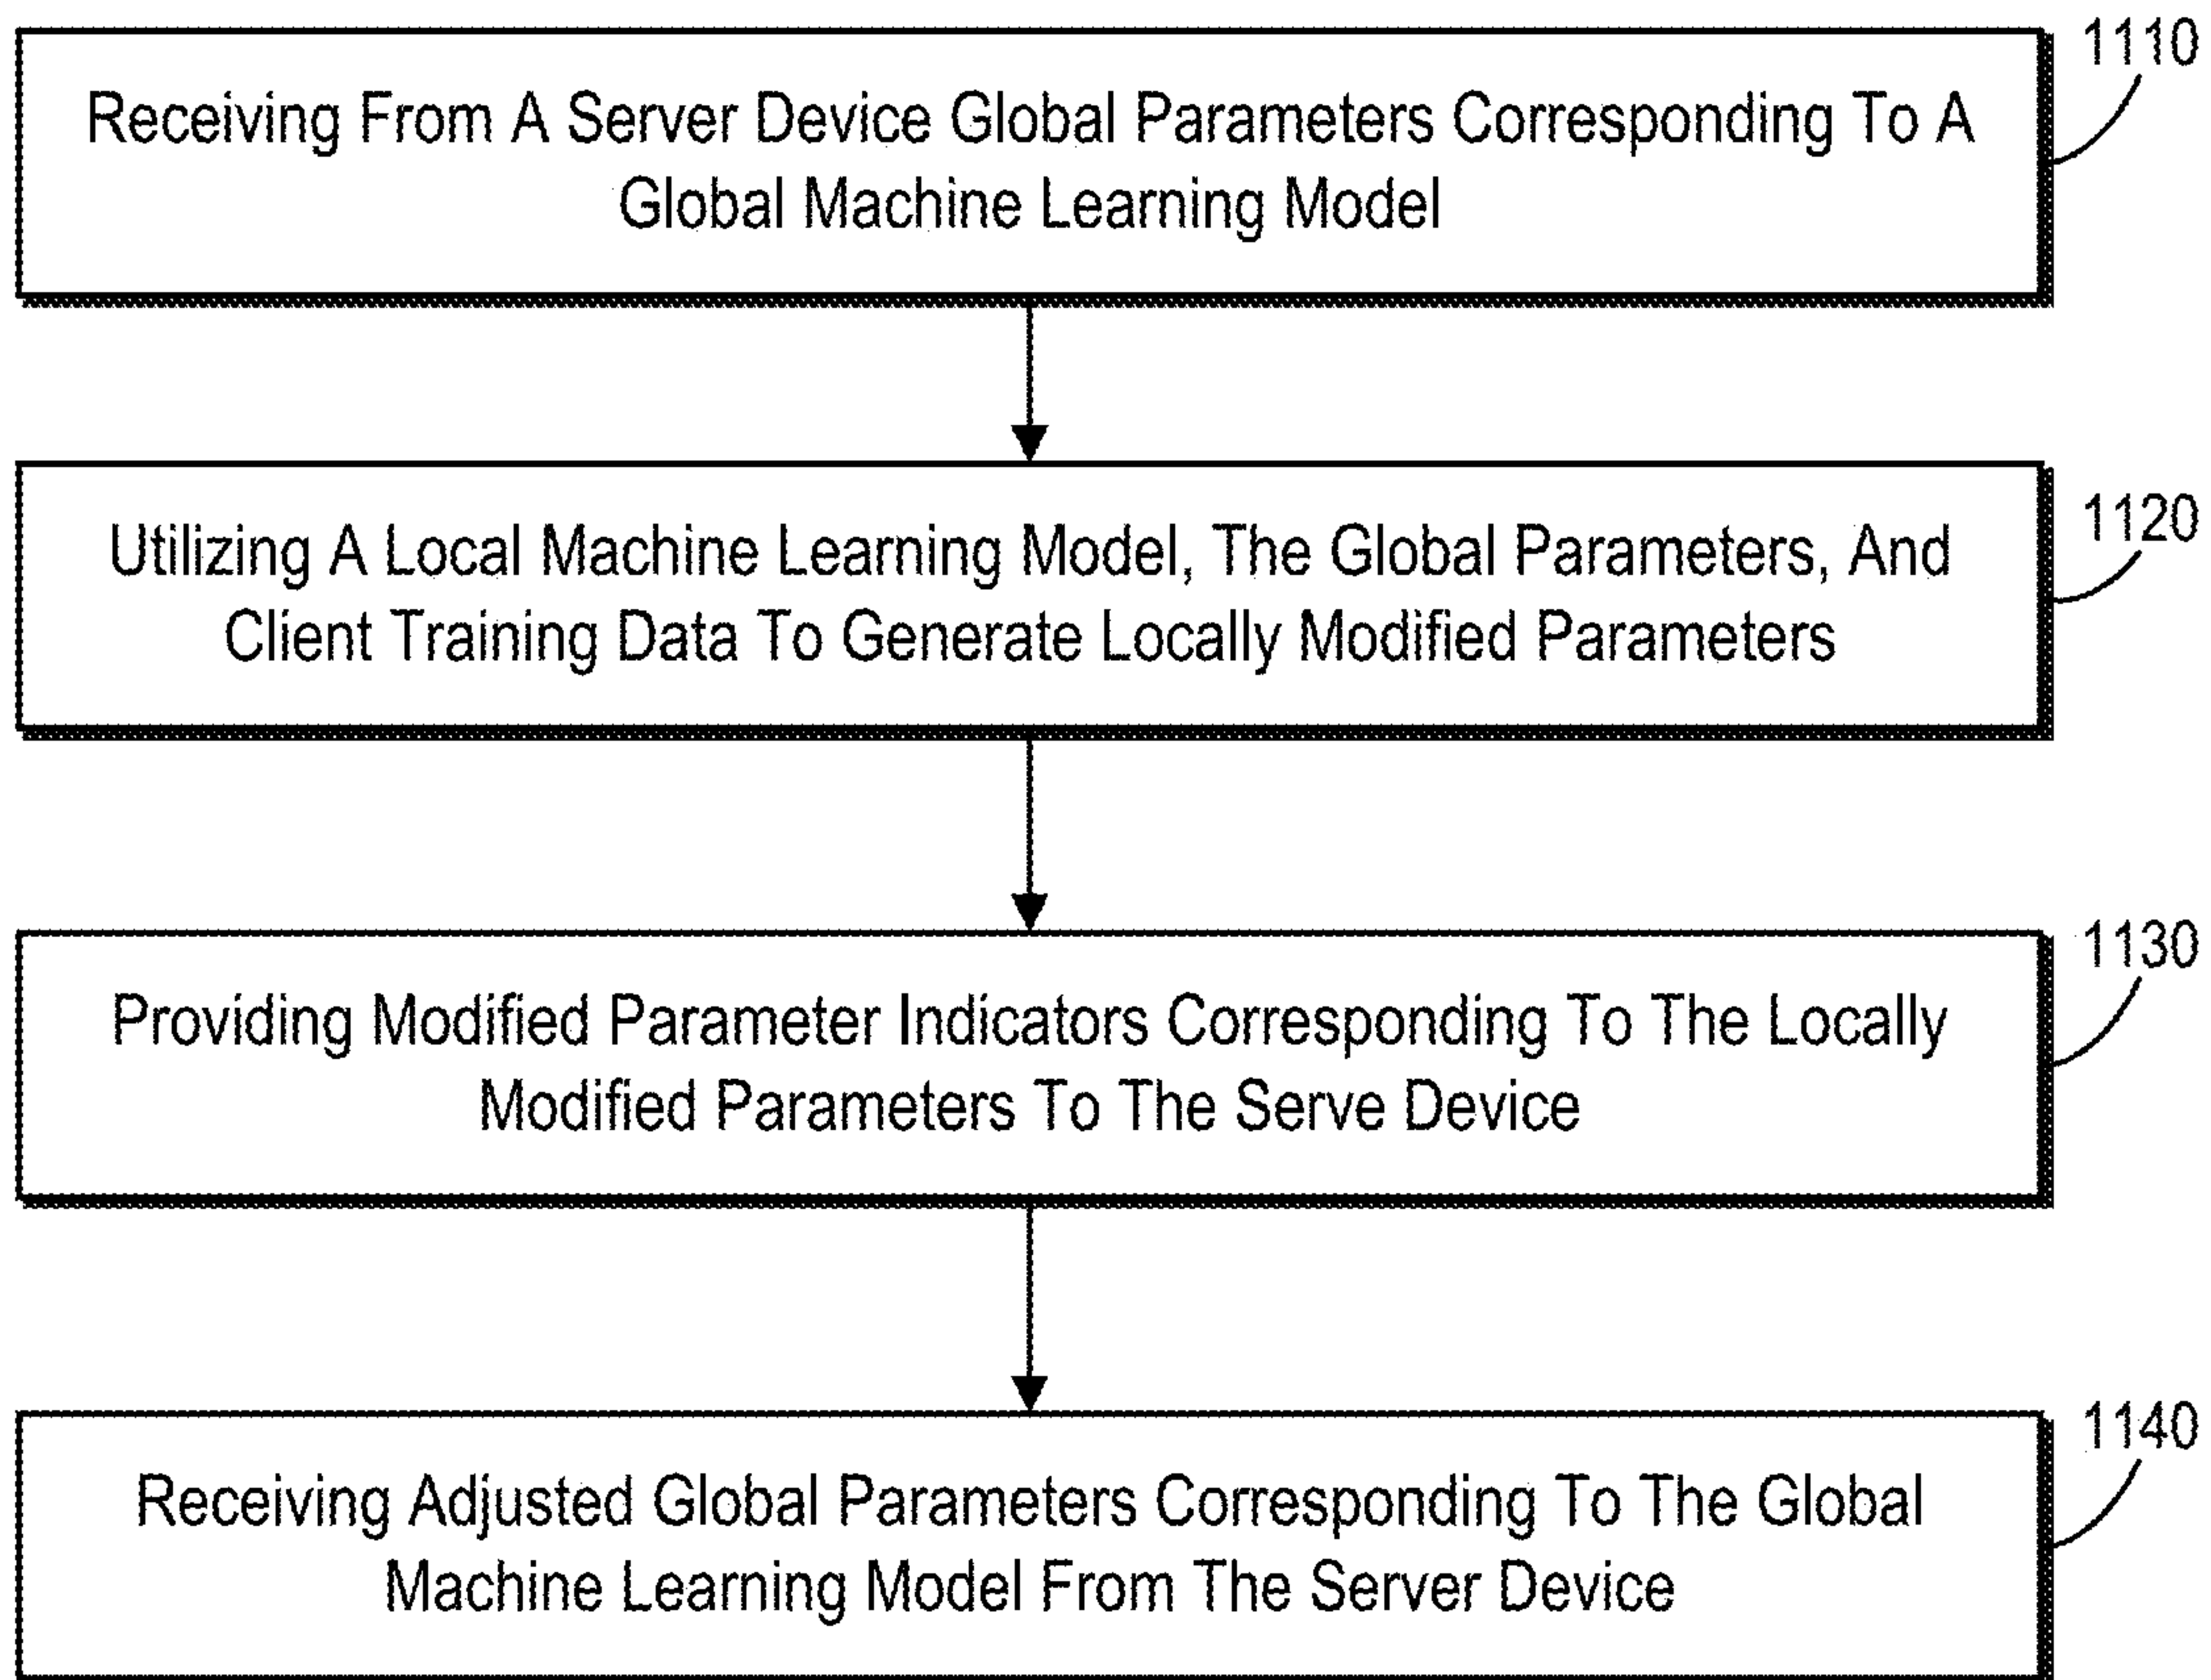 1110
Receiving From A Server Device Global Parameters Corresponding To A
Global Machine Learning Model
1120
Utilizing A Local Machine Learning Model, The Global Parameters, And
Client Training Data To Generate Locally Modified Parameters
1130
Providing Modified Parameter Indicators Corresponding To The Locally
Modified Parameters To The Serve Device
1140
Receiving Adjusted Global Parameters Corresponding To The Global
Machine Learning Model From The Server Device